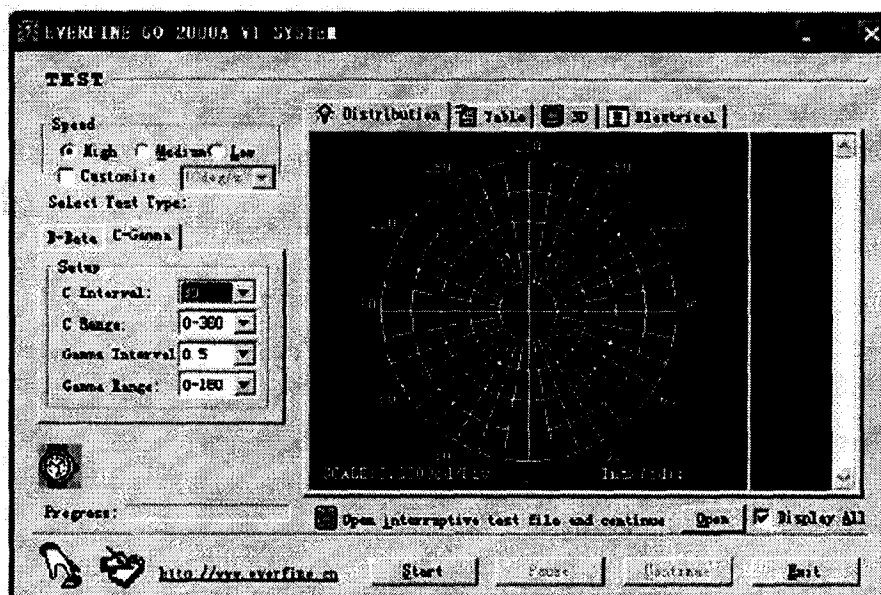 EVERFINE GO 2000A V1 SYSTEM
TEST
Speed
High Medium Low
Customize
Select Test Type:
B-Beta C-Gamma
Setup
C Interval:
C Range: 0-360
Gamma Interval 0.5
Gamma Range: 0-180
Progress:
Distribution Table 3D Electrical
SCALE:
Open interruptive test file and continue Open Display All
http://www.everfine.cn Start Pause Continue Exit